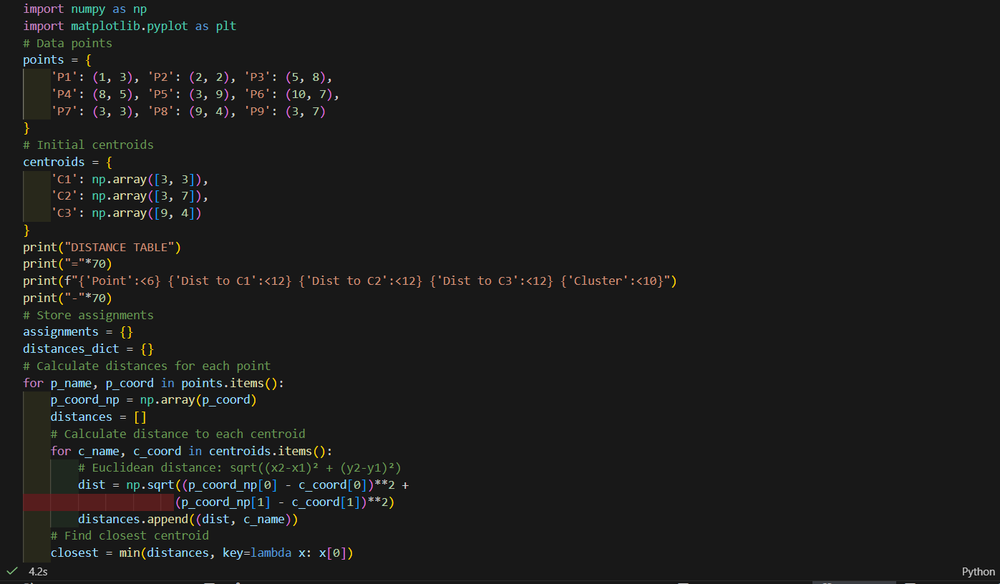 import numpy as np
import matplotlib.pyplot as plt
# Data points
points = {
    'P1': (1, 3), 'P2': (2, 2), 'P3': (5, 8),
    'P4': (8, 5), 'P5': (3, 9), 'P6': (10, 7),
    'P7': (3, 3), 'P8': (9, 4), 'P9': (3, 7)
}
# Initial centroids
centroids = {
    'C1': np.array([3, 3]),
    'C2': np.array([3, 7]),
    'C3': np.array([9, 4])
}
print("DISTANCE TABLE")
print("="*70)
print(f"{'Point':<6} {'Dist to C1':<12} {'Dist to C2':<12} {'Dist to C3':<12} {'Cluster':<10}")
print("-"*70)
# Store assignments
assignments = {}
distances_dict = {}
# Calculate distances for each point
for p_name, p_coord in points.items():
    p_coord_np = np.array(p_coord)
    distances = []
    # Calculate distance to each centroid
    for c_name, c_coord in centroids.items():
        # Euclidean distance: sqrt((x2-x1)² + (y2-y1)²)
        dist = np.sqrt((p_coord_np[0] - c_coord[0])**2 +
                      (p_coord_np[1] - c_coord[1])**2)
        distances.append((dist, c_name))
    # Find closest centroid
    closest = min(distances, key=lambda x: x[0])
4.2s
Python